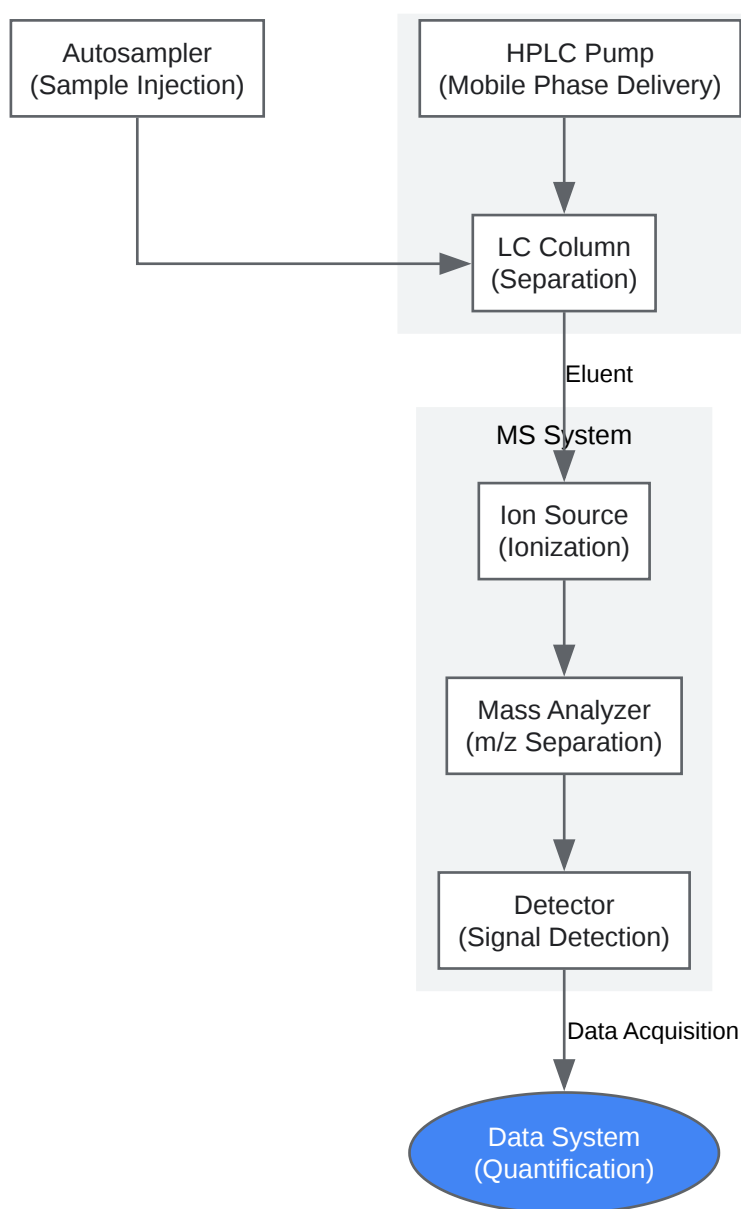 Autosampler
(Sample Injection)
HPLC Pump
(Mobile Phase Delivery)
LC Column
(Separation)
Eluent
MS System
Ion Source
(Ionization)
Mass Analyzer
(m/z Separation)
Detector
(Signal Detection)
Data Acquisition
Data System
(Quantification)